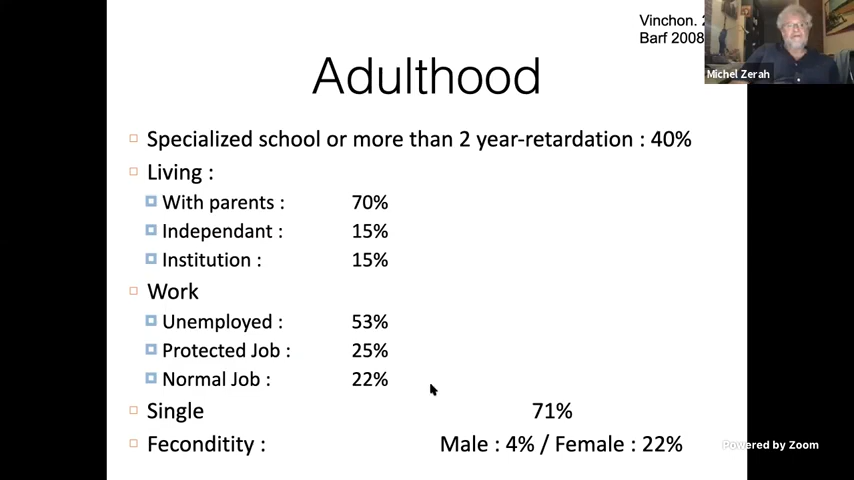 Vinchon.
Barf 2008
Michel Zerah
Adulthood
Specialized school or more than 2 year-retardation : 40%
Living :
With parents : 70%
Independant : 15%
Institution : 15%
Work
Unemployed : 53%
Protected Job : 25%
Normal Job : 22%
Single 71%
Feconditity : Male : 4% / Female : 22%
Powered by Zoom